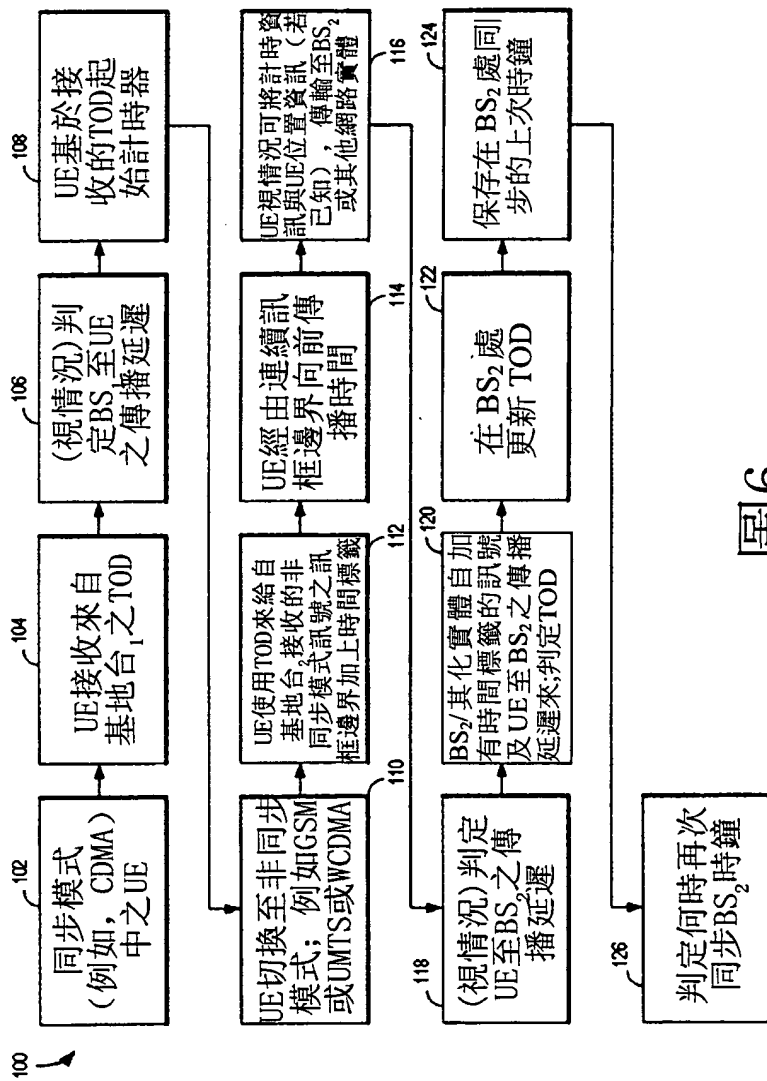 100
102
同步模式
(例如, CDMA)
中之UE
104
UE接收來自
基地台₁之TOD
106
(視情況)判
定BS₁至UE
之傳播延遲
108
UE基於接
收的TOD起
始計時器
110
UE切換至非同步
模式；例如GSM
或UMTS或WCDMA
112
UE使用TOD來給自
基地台₂接收的非
同步模式訊號之訊
框邊界加上時間標籤
114
UE經由連續訊
框邊界向前傳
播時間
116
UE視情況可將計時資
訊與UE位置資訊（若
已知），傳輸至BS₂
或其他網路實體
118
(視情況)判定
UE至BS₂之傳
播延遲
120
BS₂/其化實體自加
有時間標籤的訊號
及UE至BS₂之傳播
延遲來;判定TOD
122
在 BS₂ 處
更新 TOD
124
保存在 BS₂ 處同
步的上次時鐘
126
判定何時再次
同步BS₂時鐘
圖6